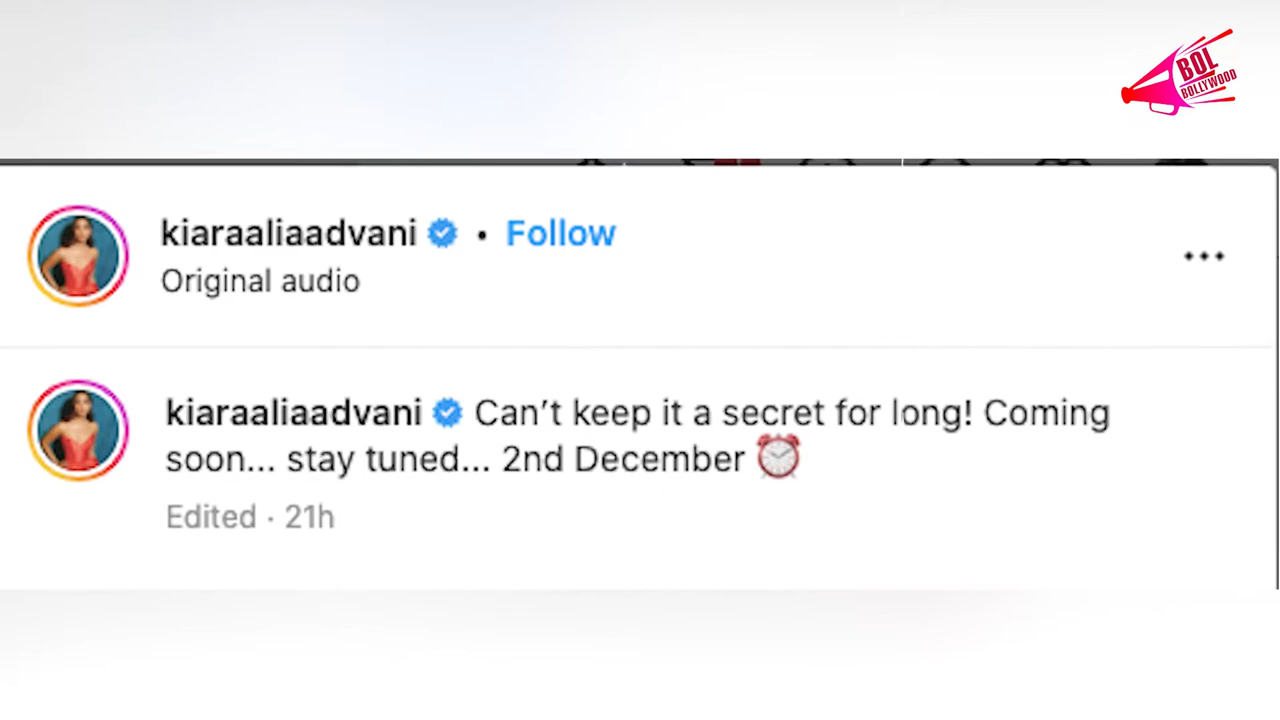 BOL
BOLLYWOOD
kiaraaliaadvani • Follow
Original audio
kiaraaliaadvani Can't keep it a secret for long! Coming
soon... stay tuned... 2nd December ⏰
Edited · 21h